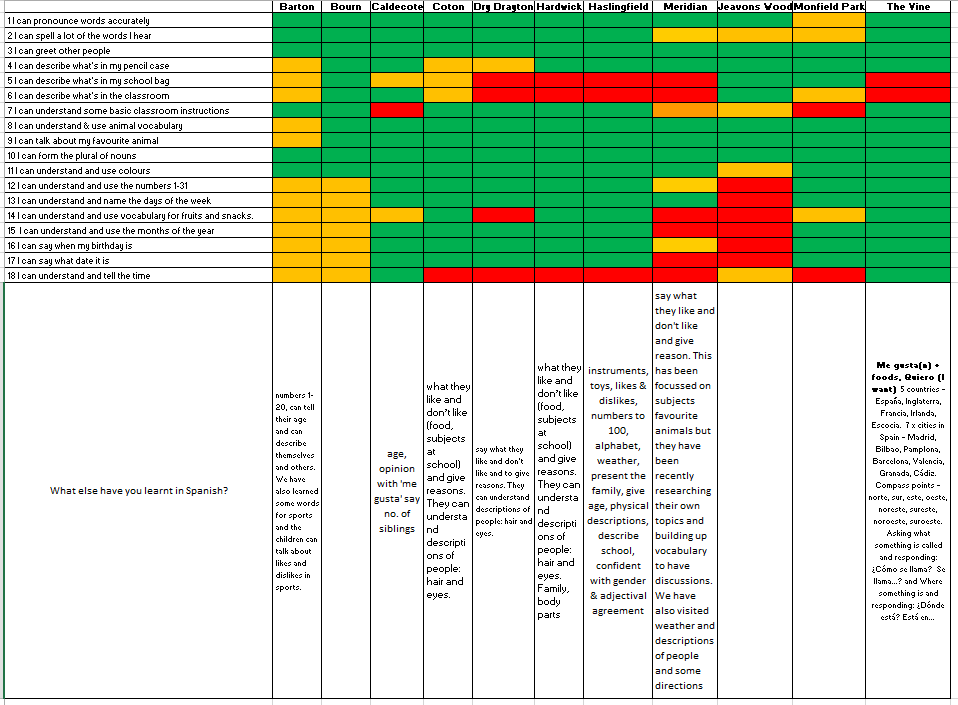 Barton Bourn Caldecote Coton Dry Drayton Hardwick Haslingfield Meridian Jeavons Wood Monfield Park The Vine
1 I can pronounce words accurately
2 I can spell a lot of the words I hear
3 I can greet other people
4 I can describe what's in my pencil case
5 I can describe what's in my school bag
6 I can describe what's in the classroom
7 I can understand some basic classroom instructions
8 I can understand & use animal vocabulary
9 I can talk about my favourite animal
10 I can form the plural of nouns
11 I can understand and use colours
12 I can understand and use the numbers 1-31
13 I can understand and name the days of the week
14 I can understand and use vocabulary for fruits and snacks.
15 I can understand and use the months of the year
16 I can say when my birthday is
17 I can say what date it is
18 I can understand and tell the time
What else have you learnt in Spanish?
numbers 1-
20, can tell
their age
and can
describe
themselves
and others.
We have
also learned
some words
for sports
and the
children can
talk about
likes and
dislikes in
sports.
age,
opinion
with 'me
gusta' say
no. of
siblings
what they
like and
don't like
(food,
subjects
at
school)
and give
reasons.
They can
understa
nd
descripti
ons of
people:
hair and
eyes.
say what they
like and don't
like and to give
reasons. They
can understand
descriptions of
people: hair and
eyes.
what they
like and
don't like
(food,
subjects
at
school)
and give
reasons.
They can
understa
nd
descripti
ons of
people:
hair and
eyes.
Family,
body
parts
instruments,
toys, likes &
dislikes,
numbers to
100,
alphabet,
weather,
present the
family, give
age, physical
descriptions,
describe
school,
confident
with gender
& adjectival
agreement
say what
they like and
don't like
and give
reason. This
has been
focussed on
subjects
favourite
animals but
they have
been
recently
researching
their own
topics and
building up
vocabulary
to have
discussions.
We have
also visited
weather and
descriptions
of people
and some
directions
Me gusta(n) +
foods, Quiero (I
want) 5 countries -
España, Inglaterra,
Francia, Irlanda,
Escocia. 7 x cities in
Spain - Madrid,
Bilbao, Pamplona,
Barcelona, Valencia,
Granada, Cádiz.
Compass points -
norte, sur, este, oeste,
noreste, sureste,
noroeste, suroeste.
Asking what
something is called
and responding:
¿Cómo se llama? Se
llama...? and Where
something is and
responding: ¿Dónde
está? Está en...